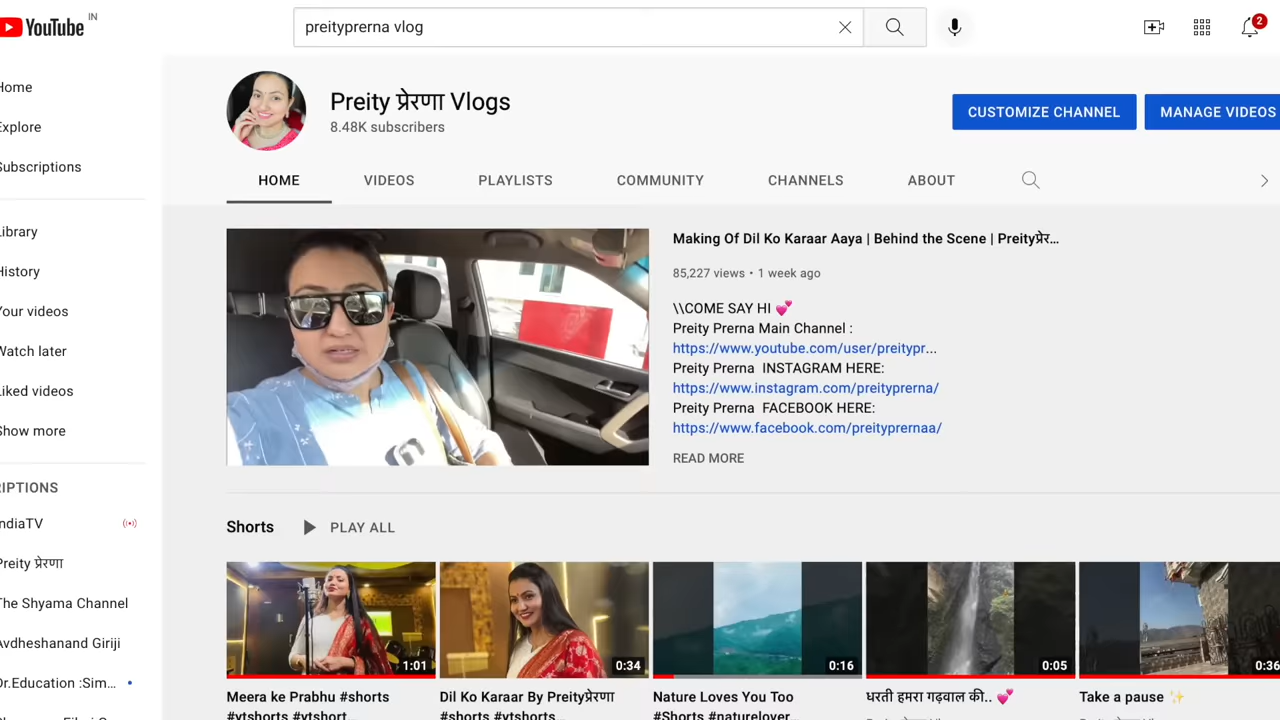 YouTube IN
preityprerna vlog
2
Home
Explore
Subscriptions
Library
History
Your videos
Watch later
Liked videos
Show more
RIPTIONS
IndiaTV
Preity प्रेरणा
The Shyama Channel
Avdheshanand Giriji
Dr.Education :Sim...
Preity प्रेरणा Vlogs
8.48K subscribers
CUSTOMIZE CHANNEL
MANAGE VIDEOS
HOME VIDEOS PLAYLISTS COMMUNITY CHANNELS ABOUT
Making Of Dil Ko Karaar Aaya | Behind the Scene | Preityप्रेर...
85,227 views • 1 week ago
\\COME SAY HI 💕
Preity Prerna Main Channel :
https://www.youtube.com/user/preitypr...
Preity Prerna INSTAGRAM HERE:
https://www.instagram.com/preityprerna/
Preity Prerna FACEBOOK HERE:
https://www.facebook.com/preityprernaa/
READ MORE
Shorts PLAY ALL
1:01
0:34
0:16
0:05
0:36
Meera ke Prabhu #shorts
#ytshorts #ytshort...
Dil Ko Karaar By Preityप्रेरणा
#shorts #ytshorts...
Nature Loves You Too
#Shorts #naturelover...
धरती हमरा गढ़वाल की.. 💕
Take a pause ✨